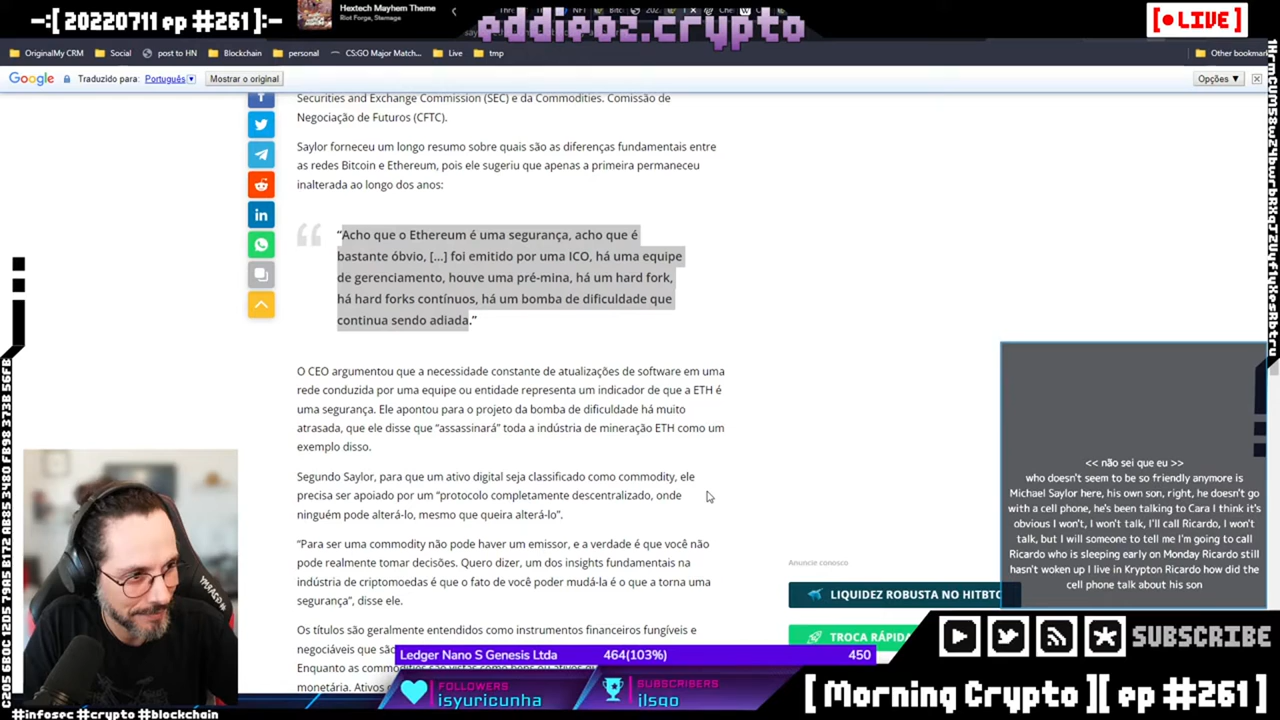 -:[ 20220711 ep #261]:-
Hextech Mayhem Theme
Riot Forge, Stemage
eddieoz.crypto
[●LIVE]
OriginalMy CRM
Social
post to HN
Blockchain
personal
CS:GO Major Match...
Live
tmp
Other bookmar
Google
Traduzido para: Português
Mostrar o original
Opções ▼
Securities and Exchange Commission (SEC) e da Commodities. Comissão de
Negociação de Futuros (CFTC).
Saylor forneceu um longo resumo sobre quais são as diferenças fundamentais entre
as redes Bitcoin e Ethereum, pois ele sugeriu que apenas a primeira permaneceu
inalterada ao longo dos anos:
“Acho que o Ethereum é uma segurança, acho que é
bastante óbvio, [...] foi emitido por uma ICO, há uma equipe
de gerenciamento, houve uma pré-mina, há um hard fork,
há hard forks contínuos, há um bomba de dificuldade que
continua sendo adiada.”
O CEO argumentou que a necessidade constante de atualizações de software em uma
rede conduzida por uma equipe ou entidade representa um indicador de que a ETH é
uma segurança. Ele apontou para o projeto da bomba de dificuldade há muito
atrasada, que ele disse que “assassinará” toda a indústria de mineração ETH como um
exemplo disso.
Segundo Saylor, para que um ativo digital seja classificado como commodity, ele
precisa ser apoiado por um “protocolo completamente descentralizado, onde
ninguém pode alterá-lo, mesmo que queira alterá-lo”.
“Para ser uma commodity não pode haver um emissor, e a verdade é que você não
pode realmente tomar decisões. Quero dizer, um dos insights fundamentais na
indústria de criptomoedas é que o fato de você poder mudá-la é o que a torna uma
segurança”, disse ele.
Os títulos são geralmente entendidos como instrumentos financeiros fungíveis e
negociáveis que são
Enquanto as
monetária. Ativos
Anuncie conosco
LIQUIDEZ ROBUSTA NO HITBTC
TROCA RÁPIDA
<< não sei que eu >>
who doesn't seem to be so friendly anymore is
Michael Saylor here, his own son, right, he doesn't go
with a cell phone, he's been talking to Cara I think it's
obvious I won't, I won't talk, I'll call Ricardo, I won't
talk, but I will someone to tell me I'm going to call
Ricardo who is sleeping early on Monday Ricardo still
hasn't woken up I live in Krypton Ricardo how did the
cell phone talk about his son
SUBSCRIBE
Ledger Nano S Genesis Ltda
464(103%)
450
FOLLOWERS
isyuricunha
SUBSCRIBERS
ilsgo
[ Morning Crypto ][ ep #261 ]
#infosec #crypto #blockchain